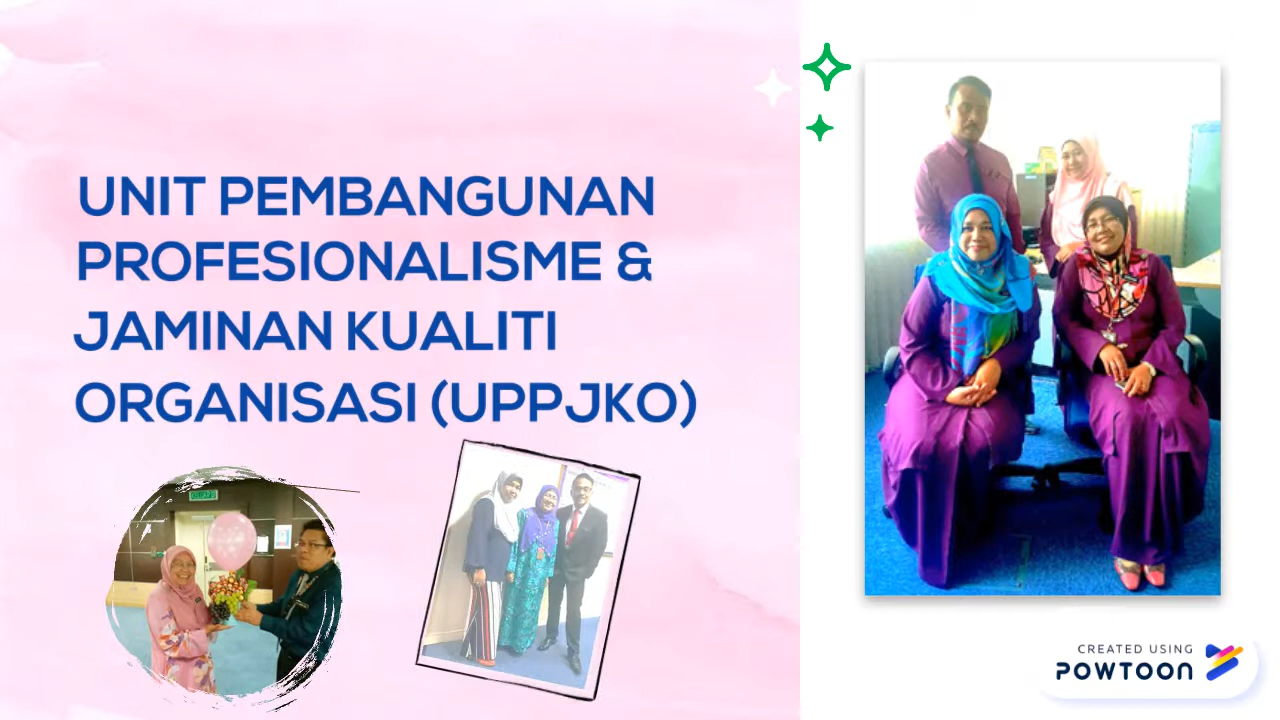 UNIT PEMBANGUNAN
PROFESIONALISME &
JAMINAN KUALITI
ORGANISASI (UPPJKO)
CREATED USING
POWTOON